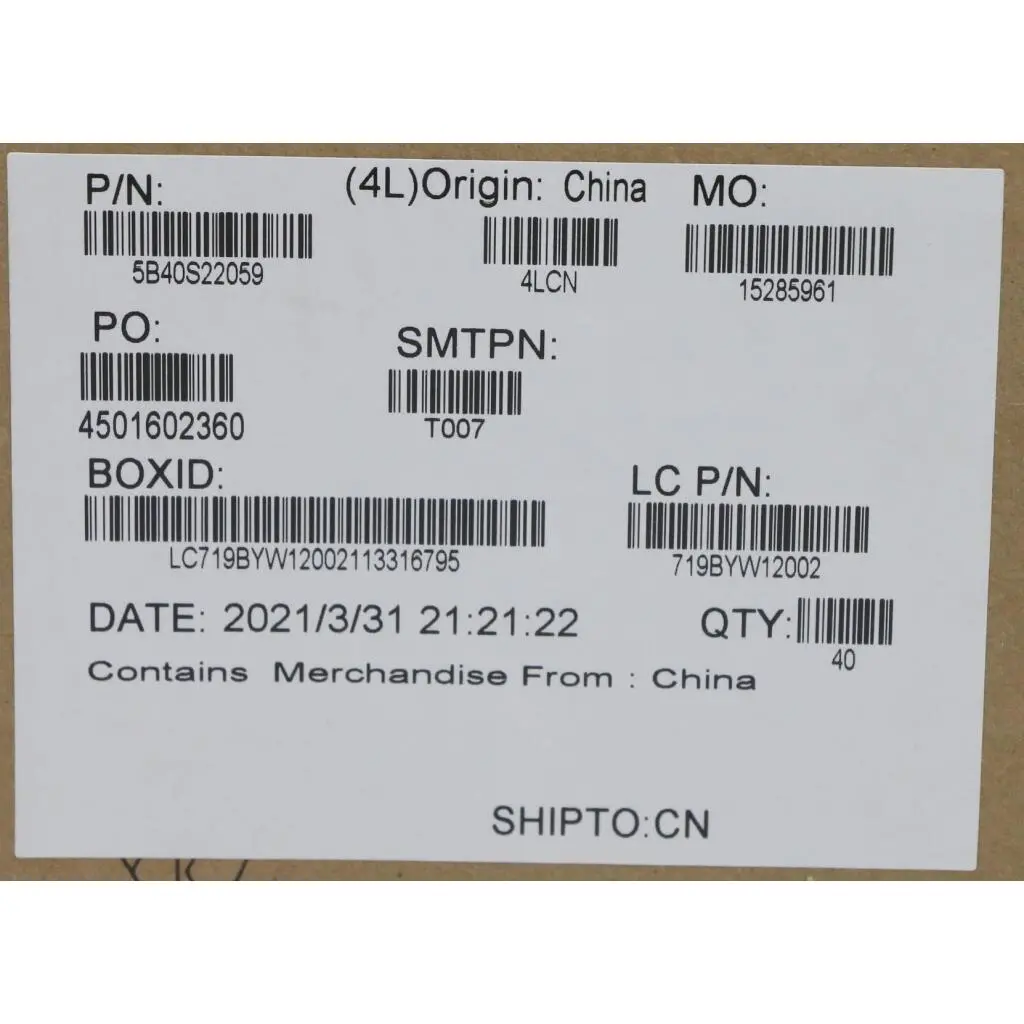 P/N: (4L)Origin: China MO:
5B40S22059 4LCN 15285961
PO: SMTPN:
4501602360 T007
BOXID: LC P/N:
LC719BYW12002113316795 719BYW12002
DATE: 2021/3/31 21:21:22 QTY:
40
Contains Merchandise From : China
SHIPTO:CN